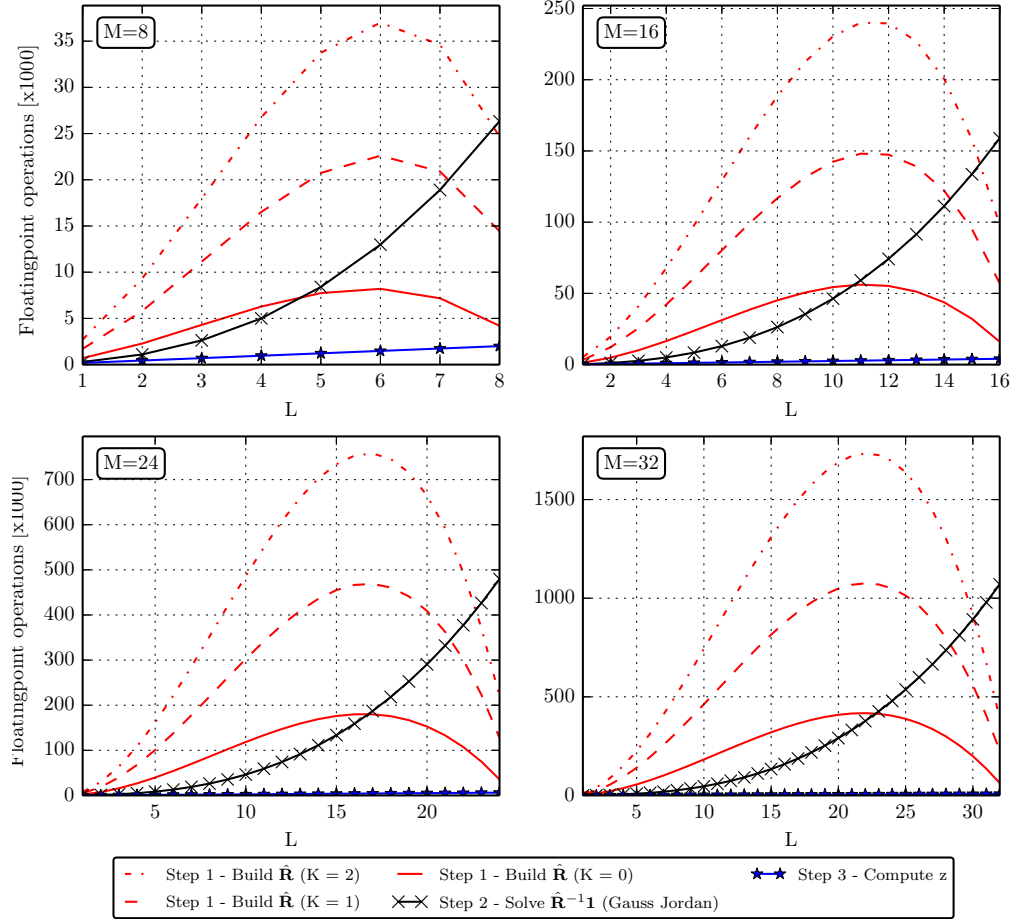 M=8
Floatingpoint operations [x1000]
35
30
25
20
15
10
5
0
1 2 3 4 5 6 7 8
L
M=16
250
200
150
100
50
0
2 4 6 8 10 12 14 16
L
M=24
Floatingpoint operations [x1000]
700
600
500
400
300
200
100
0
5 10 15 20
L
M=32
1500
1000
500
0
5 10 15 20 25 30
L
Step 1 - Build R̂ (K = 2)
Step 1 - Build R̂ (K = 1)
Step 1 - Build R̂ (K = 0)
Step 2 - Solve R̂⁻¹1 (Gauss Jordan)
Step 3 - Compute z